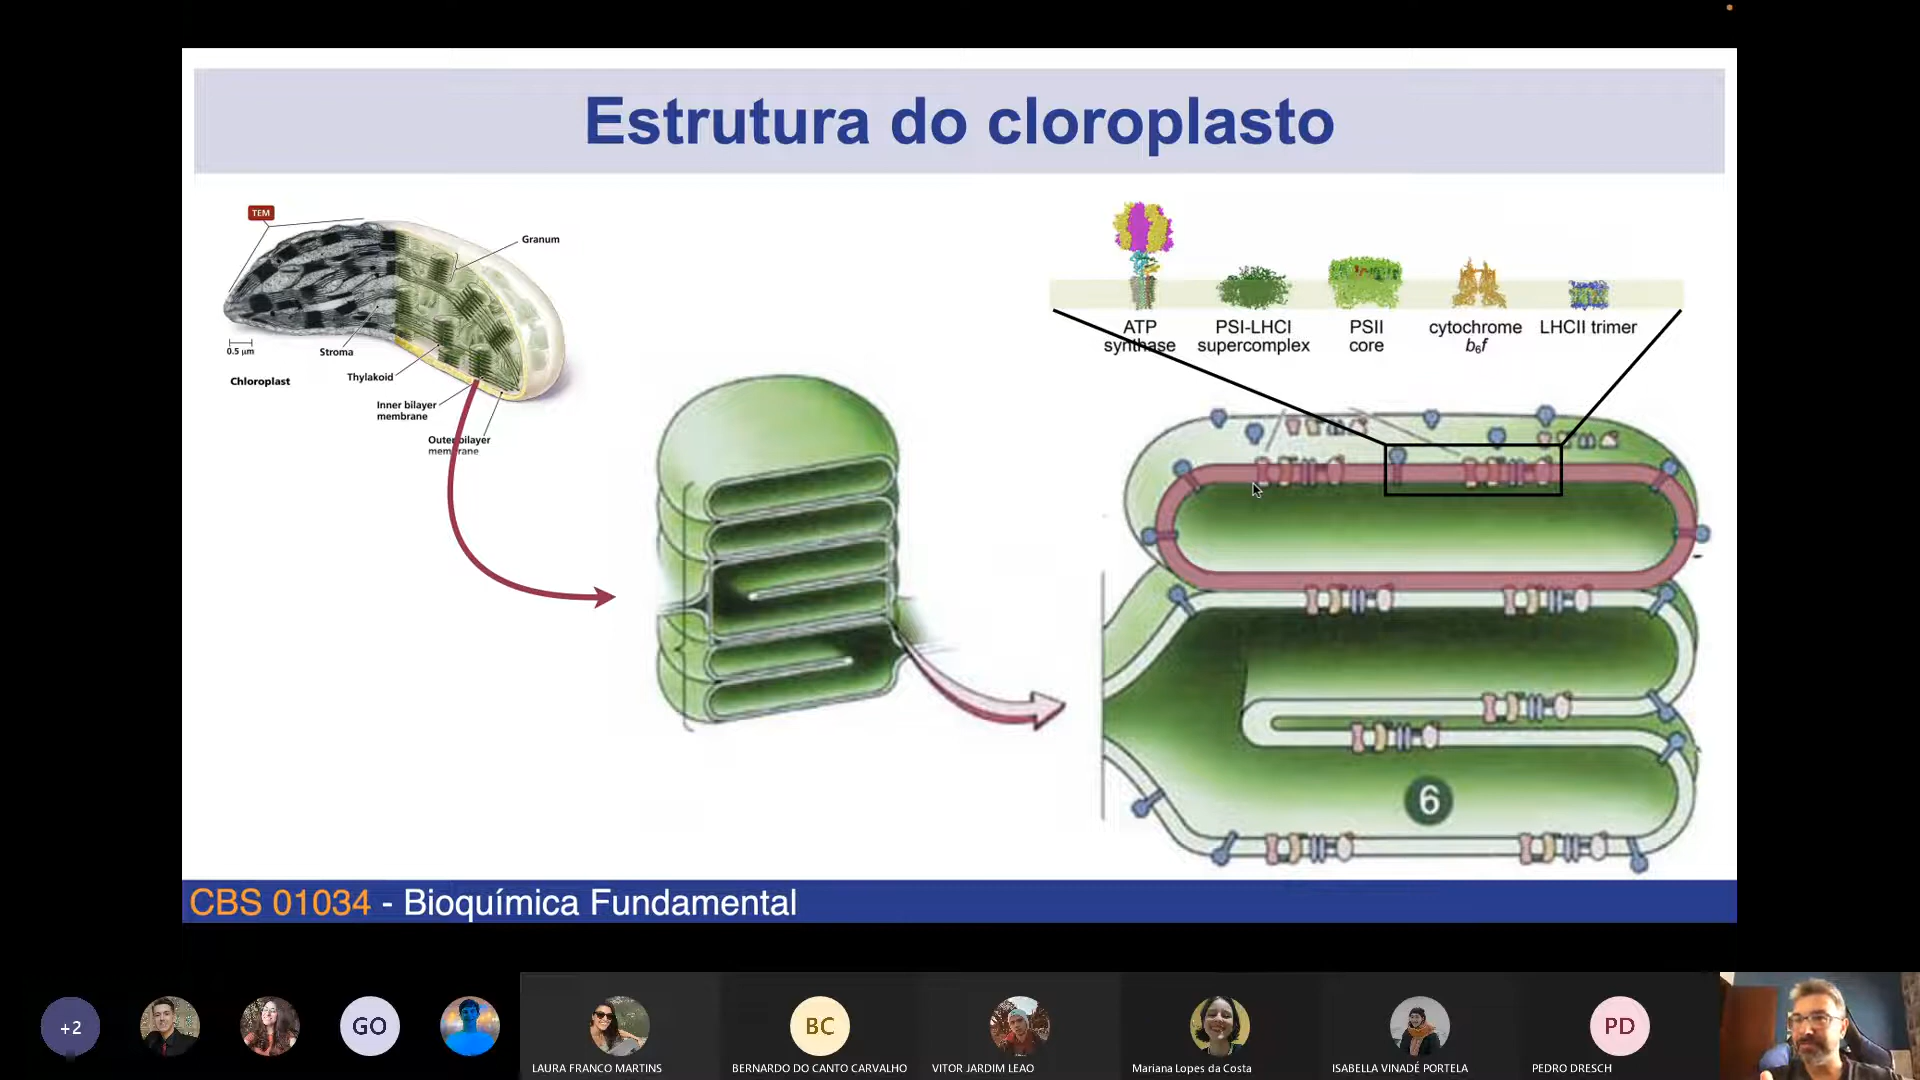 Estrutura do cloroplasto
TEM
Granum
0.5 µm
Stroma
Thylakoid
Chloroplast
Inner bilayer
membrane
Outer bilayer
membrane
ATP
synthase
PSI-LHCI
supercomplex
PSII
core
cytochrome
b₆f
LHCII trimer
6
CBS 01034 - Bioquímica Fundamental
+2
GO
BC
PD
LAURA FRANCO MARTINS
BERNARDO DO CANTO CARVALHO
VITOR JARDIM LEAO
Mariana Lopes da Costa
ISABELLA VINADÉ PORTELA
PEDRO DRESCH